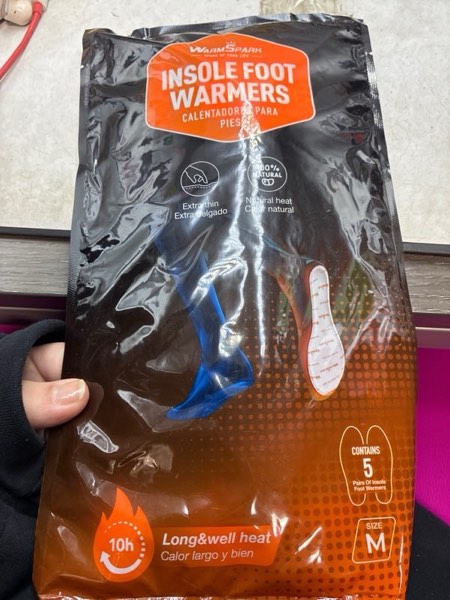 WARMSPARK
INSOLE FOOT
WARMERS
CALENTADORES PARA
PIES
100%
NATURAL
Extra thin
Extra delgado
Natural heat
Calor natural
CONTAINS
5
Pairs Of Insole
Foot Warmers
10h
Long&well heat
Calor largo y bien
SIZE
M